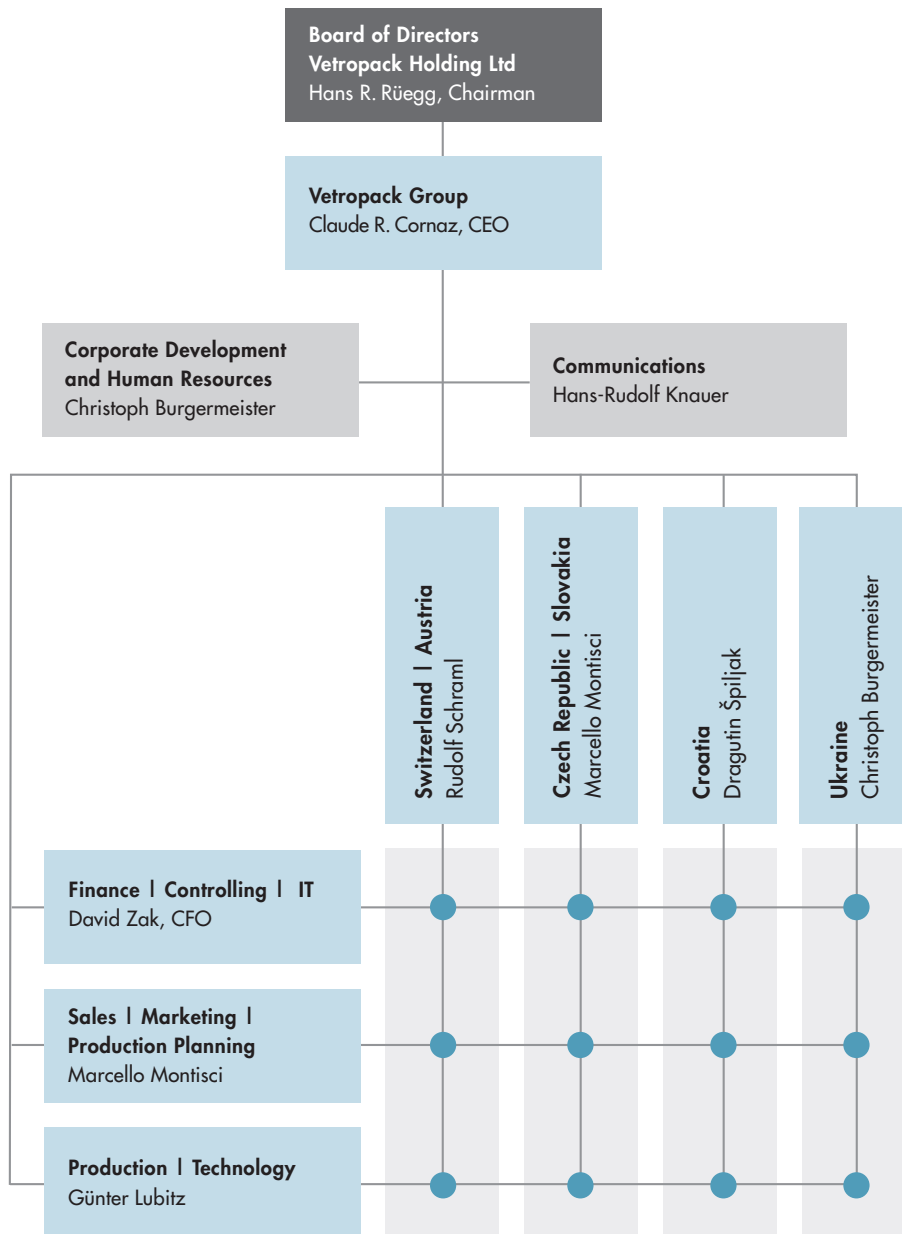 Board of Directors
Vetropack Holding Ltd
Hans R. Rüegg, Chairman
Vetropack Group
Claude R. Cornaz, CEO
Corporate Development
and Human Resources
Christoph Burgermeister
Communications
Hans-Rudolf Knauer
Switzerland | Austria
Rudolf Schraml
Czech Republic | Slovakia
Marcello Montisci
Croatia
Dragutin Špiljak
Ukraine
Christoph Burgermeister
Finance | Controlling | IT
David Zak, CFO
Sales | Marketing |
Production Planning
Marcello Montisci
Production | Technology
Günter Lubitz